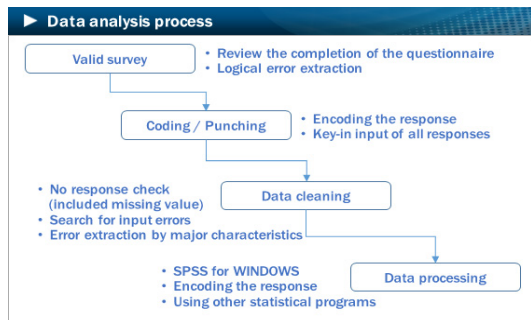 ► Data analysis process
Valid survey
• Review the completion of the questionnaire
• Logical error extraction
Coding / Punching
• Encoding the response
• Key-in input of all responses
• No response check
(included missing value)
• Search for input errors
• Error extraction by major characteristics
Data cleaning
• SPSS for WINDOWS
• Encoding the response
• Using other statistical programs
Data processing